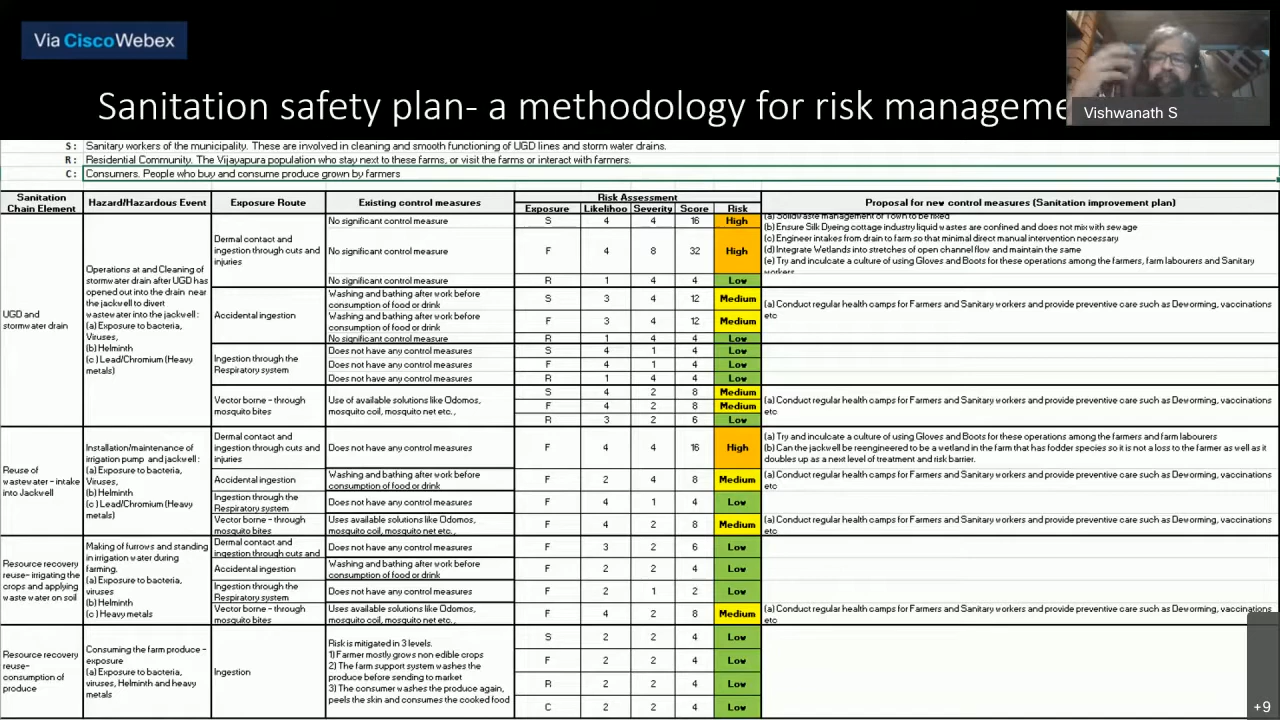 Via Cisco Webex
Vishwanath S
Sanitation safety plan- a methodology for risk manageme
S: Sanitary workers of the municipality. These are involved in cleaning and smooth functioning of UGD lines and storm water drains.
R: Residential Community. The Vijayapura population who stay next to these farms, or visit the farms or interact with farmers.
C: Consumers. People who buy and consume produce grown by farmers
Sanitation
Chain Element
Hazard/Hazardous Event
Exposure Route
Existing control measures
Risk Assessment
Exposure Likelihoo Severity Score Risk
Proposal for new control measures (Sanitation improvement plan)
UGD and
stormwater drain
Operations at and Cleaning of
stormwater drain after UGD has
opened out into the drain near
the jackwell to divert
wastewater into the jackwell :
(a) Exposure to bacteria,
Viruses,
(b) Helminth
(c ) Lead/Chromium (Heavy
metals)
Dermal contact and
ingestion through cuts and
injuries
No significant control measure S 4 4 16 High
No significant control measure F 4 8 32 High
No significant control measure R 1 4 4 Low
(a) Solidwaste management of Town to be fixed
(b) Ensure Silk Dyeing cottage industry liquid wastes are confined and does not mix with sewage
(c) Engineer intakes from drain to farm so that minimal direct manual intervention necessary
(d) Integrate Wetlands into stretches of open channel flow and maintain the same
(e) Try and inculcate a culture of using Gloves and Boots for these operations among the farmers, farm labourers and Sanitary
workers
Accidental ingestion
Washing and bathing after work before
consumption of food or drink
S 3 4 12 Medium
Washing and bathing after work before
consumption of food or drink
F 3 4 12 Medium
No significant control measure R 1 4 4 Low
(a) Conduct regular health camps for Farmers and Sanitary workers and provide preventive care such as Deworming, vaccinations
etc
Ingestion through the
Respiratory system
Does not have any control measures S 4 1 4 Low
Does not have any control measures F 4 1 4 Low
Does not have any control measures R 1 4 4 Low
Vector borne - through
mosquito bites
Use of available solutions like Odomos,
mosquito coil, mosquito net etc. ,
S 4 2 8 Medium
F 4 2 8 Medium
R 3 2 6 Low
(a) Conduct regular health camps for Farmers and Sanitary workers and provide preventive care such as Deworming, vaccinations
etc
Reuse of
wastewater - intake
into Jackwell
Installation/maintenance of
irrigation pump and jackwell :
(a) Exposure to bacteria,
Viruses,
(b) Helminth
(c ) Lead/Chromium (Heavy
metals)
Dermal contact and
ingestion through cuts and
injuries
Does not have any control measures F 4 4 16 High
(a) Try and inculcate a culture of using Gloves and Boots for these operations among the farmers and farm labourers
(b) Can the jackwell be reengineered to be a wetland in the farm that has fodder species so it is not a loss to the farmer as well as it
doubles up as a next level of treatment and risk barrier.
Accidental ingestion
Washing and bathing after work before
consumption of food or drink
F 2 4 8 Medium
(a) Conduct regular health camps for Farmers and Sanitary workers and provide preventive care such as Deworming, vaccinations
etc
Ingestion through the
Respiratory system
Does not have any control measures F 4 1 4 Low
Vector borne - through
mosquito bites
Uses available solutions like Odomos,
mosquito coil, mosquito net etc. ,
F 4 2 8 Medium
(a) Conduct regular health camps for Farmers and Sanitary workers and provide preventive care such as Deworming, vaccinations
etc
Resource recovery
reuse- irrigating the
crops and applying
waste water on soil
Making of furrows and standing
in irrigation water during
farming.
(a) Exposure to bacteria,
viruses
(b) Helminth
(c ) Heavy metals
Dermal contact and
ingestion through cuts and
Does not have any control measures F 3 2 6 Low
Accidental ingestion
Washing and bathing after work before
consumption of food or drink
F 2 2 4 Low
Ingestion through the
Respiratory system
Does not have any control measures F 2 1 2 Low
Vector borne - through
mosquito bites
Uses available solutions like Odomos,
mosquito coil, mosquito net etc. ,
F 4 2 8 Medium
(a) Conduct regular health camps for Farmers and Sanitary workers and provide preventive care such as Deworming, vaccinations
etc
Resource recovery
reuse-
consumption of
produce
Consuming the farm produce -
exposure
(a) Exposure to bacteria,
viruses, Helminth and heavy
metals
Ingestion
Risk is mitigated in 3 levels.
1) Farmer mostly grows non edible crops
2) The farm support system washes the
produce before sending to market
3) The consumer washes the produce again,
peels the skin and consumes the cooked food
S 2 2 4 Low
F 2 2 4 Low
R 2 2 4 Low
C 2 2 4 Low
+9